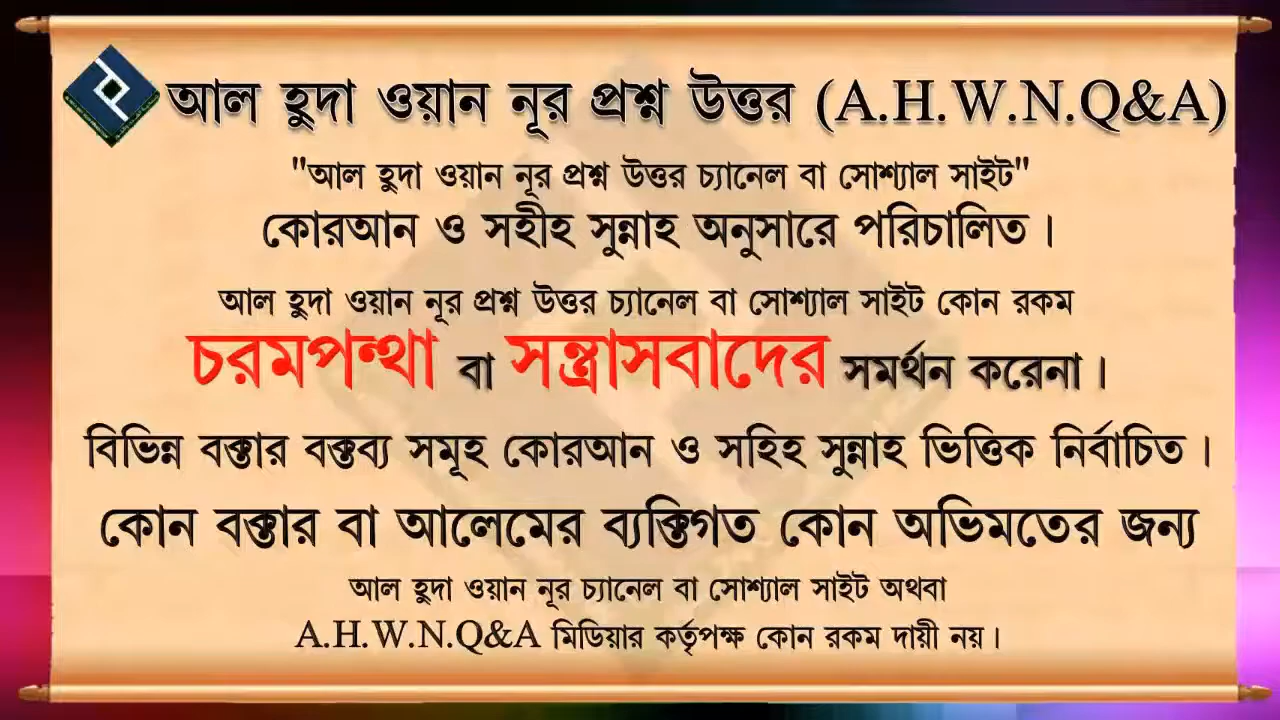 আল হুদা ওয়ান নূর প্রশ্ন উত্তর (A.H.W.N.Q&A)
"আল হুদা ওয়ান নূর প্রশ্ন উত্তর চ্যানেল বা সোশ্যাল সাইট"
কোরআন ও সহীহ সুন্নাহ অনুসারে পরিচালিত।
আল হুদা ওয়ান নূর প্রশ্ন উত্তর চ্যানেল বা সোশ্যাল সাইট কোন রকম
চরমপন্থা বা সন্ত্রাসবাদের সমর্থন করেনা।
বিভিন্ন বক্তার বক্তব্য সমূহ কোরআন ও সহিহ সুন্নাহ ভিত্তিক নির্বাচিত।
কোন বক্তার বা আলেমের ব্যক্তিগত কোন অভিমতের জন্য
আল হুদা ওয়ান নূর চ্যানেল বা সোশ্যাল সাইট অথবা
A.H.W.N.Q&A মিডিয়ার কর্তৃপক্ষ কোন রকম দায়ী নয়।